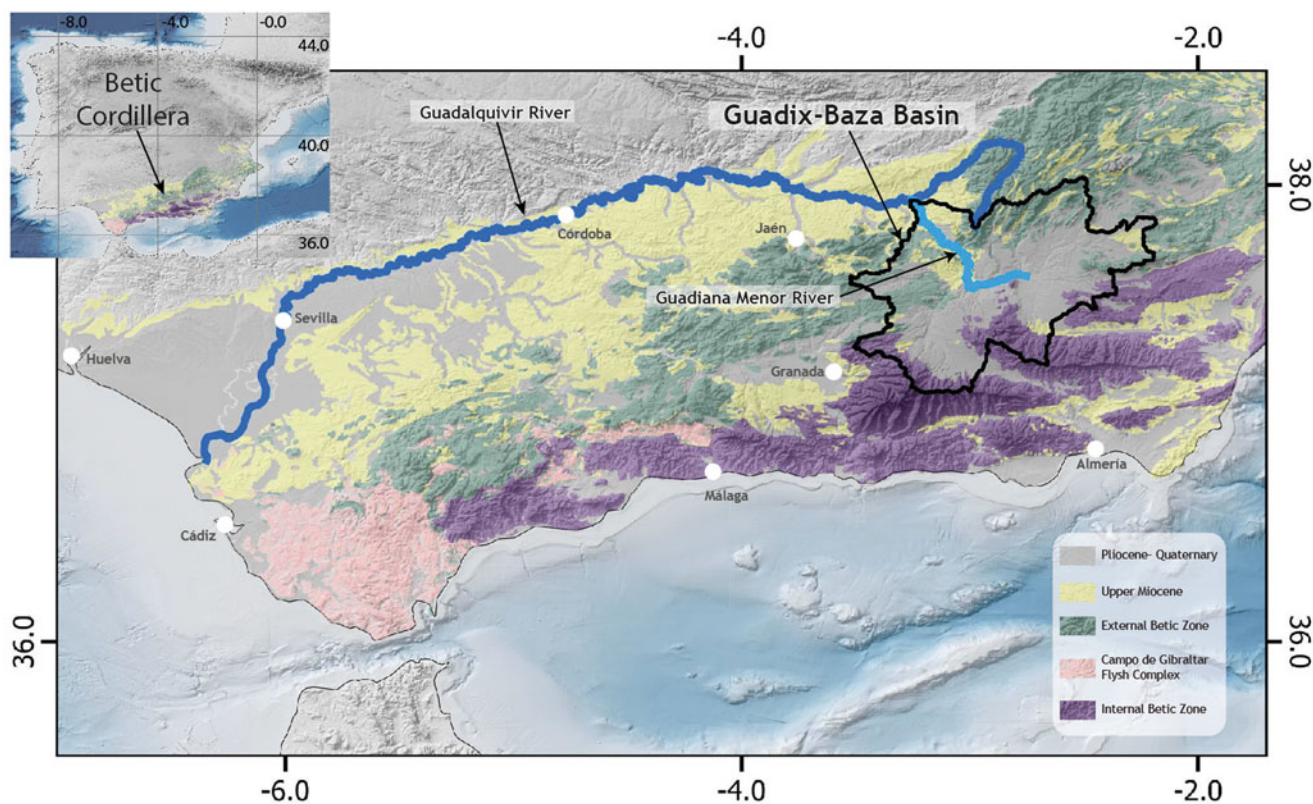 -8.0
-4.0
-0.0
44.0
Betic
Cordillera
40.0
36.0
-4.0
-2.0
Guadalquivir River
Guadix-Baza Basin
38.0
38.0
Córdoba
Jaén
Guadiana Menor River
Sevilla
Huelva
Granada
Almería
Málaga
Cádiz
Pliocene- Quaternary
Upper Miocene
External Betic Zone
Campo de Gibraltar
Flysh Complex
Internal Betic Zone
36.0
36.0
-6.0
-4.0
-2.0